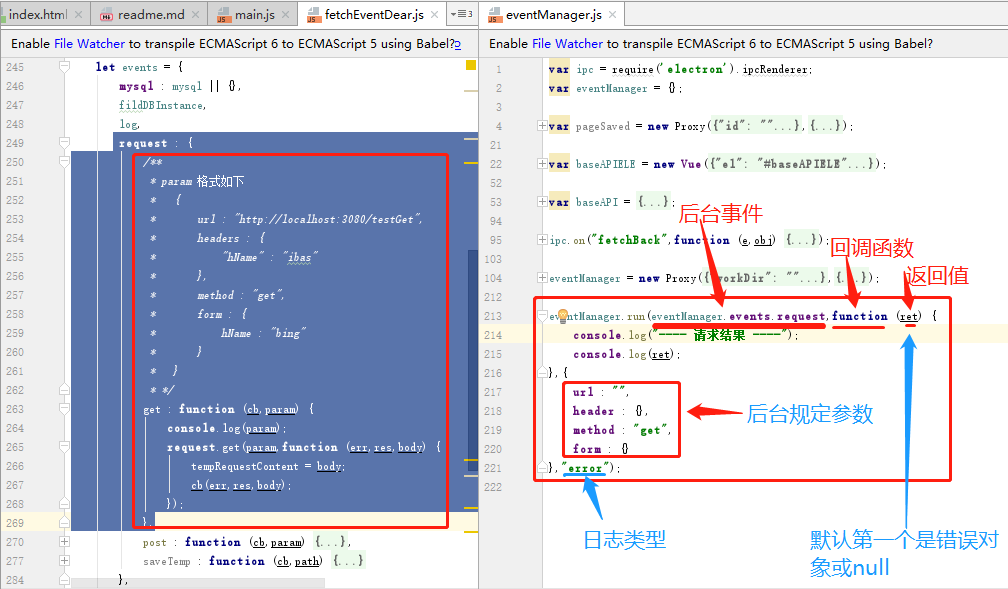 index.html
readme.md
main.js
fetchEventDear.js
3
eventManager.js
Enable File Watcher to transpile ECMAScript 6 to ECMAScript 5 using Babel?
Enable File Watcher to transpile ECMAScript 6 to ECMAScript 5 using Babel?
245 let events = {
246 mysql : mysql || {},
247 fildDBInstance,
248 log,
249 request : {
250 /**
251 * param 格式如下
252 * {
253 * url : "http://localhost:3080/testGet",
254 * headers : {
255 * "hName" : "ibas"
256 * },
257 * method : "get",
258 * form : {
259 * hName : "bing"
260 * }
261 * }
262 * */
263 get : function (cb,param) {
264 console.log(param);
265 request.get(param,function (err,res,body) {
266 tempRequestContent = body;
267 cb(err,res,body);
268 });
269 },
270 post : function (cb,param) {...},
277 saveTemp : function (cb,path) {...}
284 },
1 var ipc = require('electron').ipcRenderer;
2 var eventManager = {};
3
4 var pageSaved = new Proxy({"id": ""...},{...});
21
22 var baseAPIBLE = new Vue({"el": "#baseAPIBLE"...});
52
53 var baseAPI = {...};
94
95 ipc.on("fetchBack",function (e,obj) {...});
103
104 eventManager = new Proxy({workDir": ""...},{...});
212
213 eventManager.run(eventManager.events.request,function (ret) {
214 console.log("---- 请求结果 ----");
215 console.log(ret);
216 },{
217 url : "",
218 header : {},
219 method : "get",
220 form : {}
221 },"error");
222
后台事件
回调函数
返回值
后台规定参数
日志类型
默认第一个是错误对
象或null